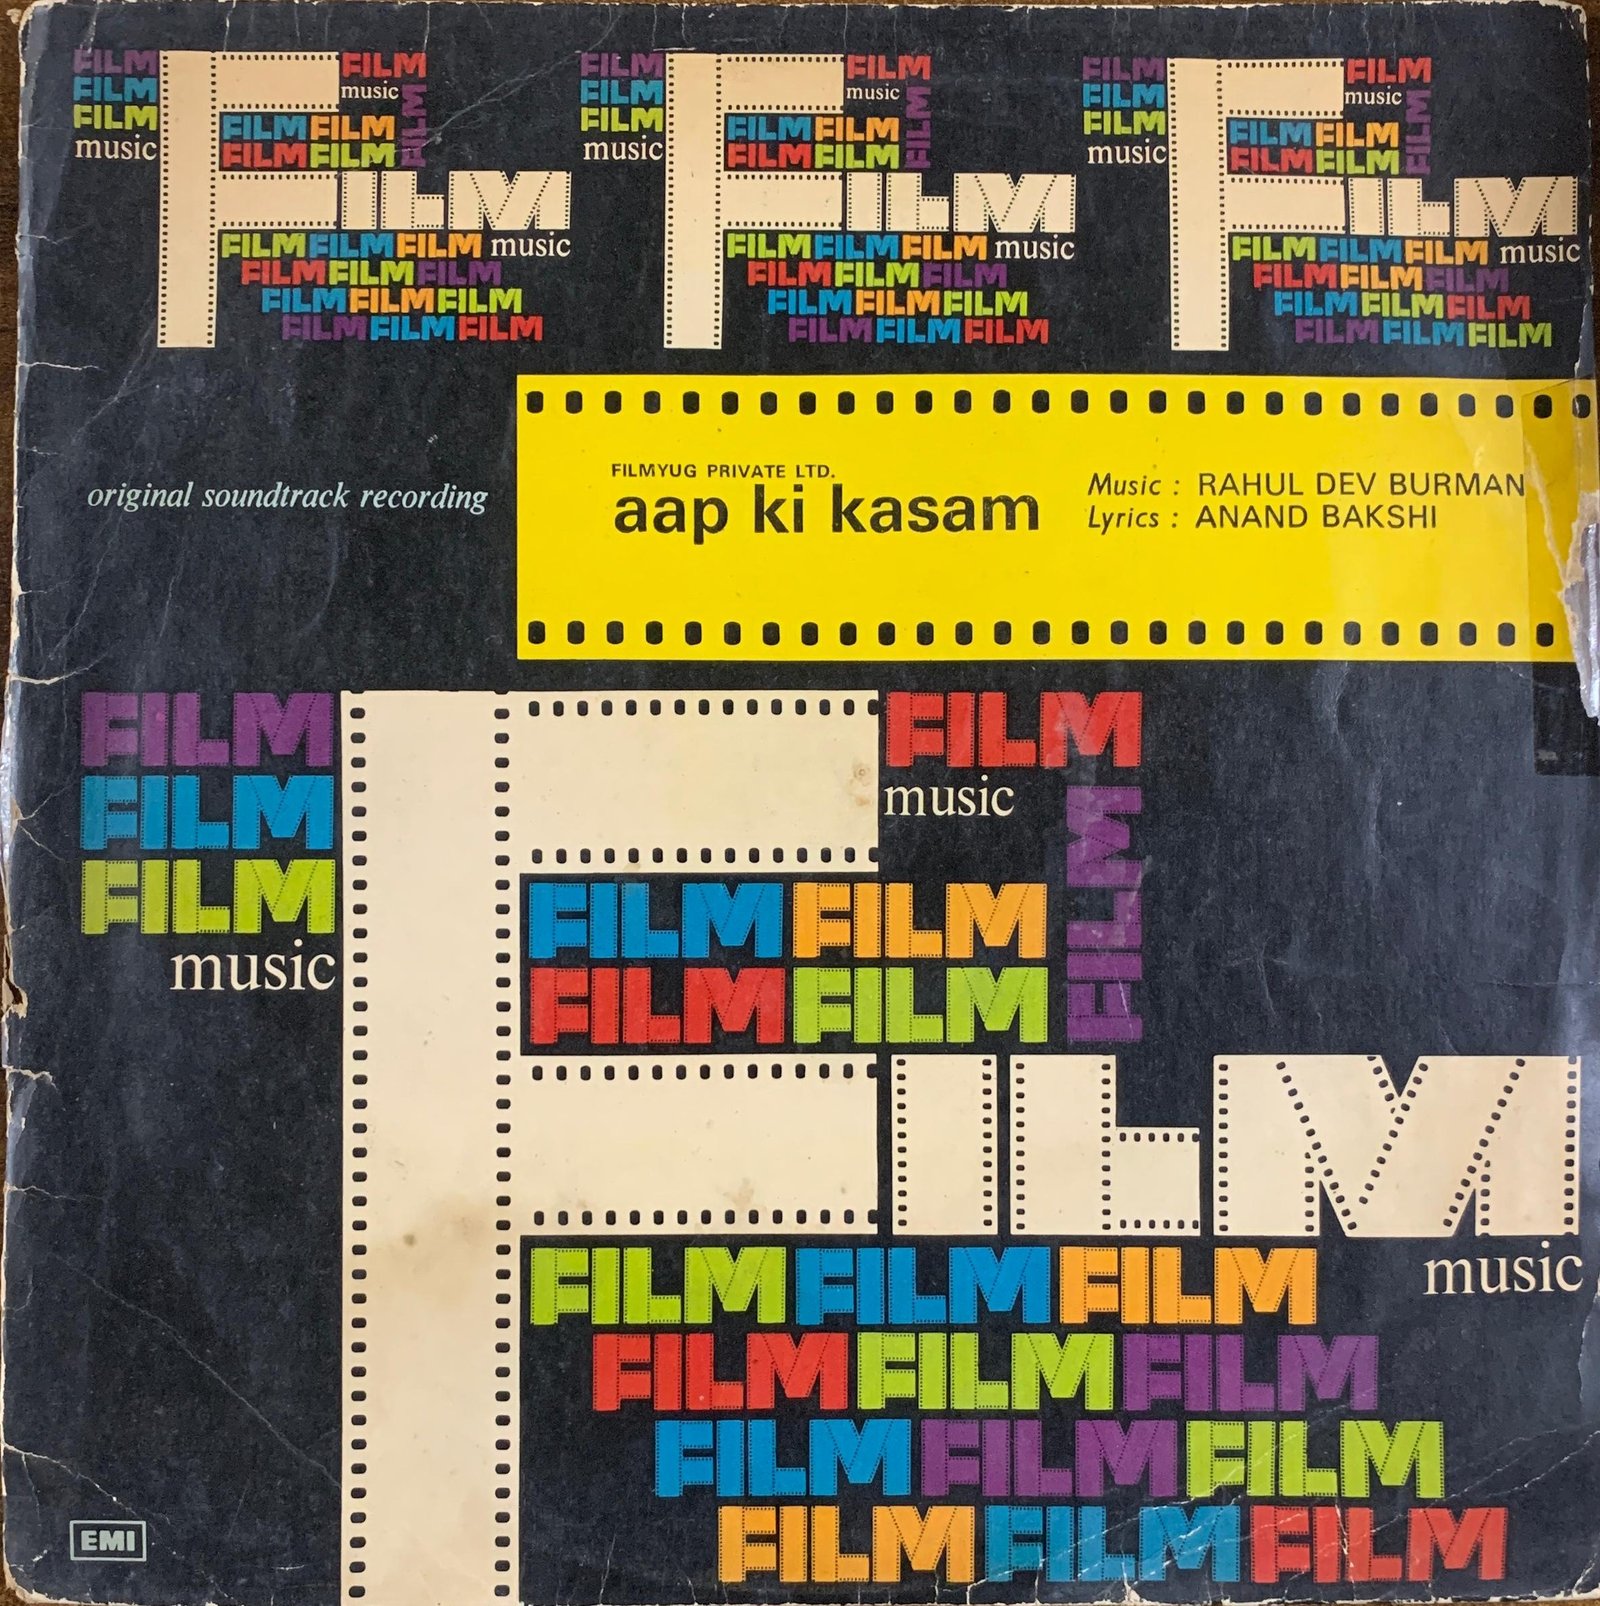 FILM FILM FILM music FILM music FILM
FILM FILM
FILM FILM
FILM music
FILM FILM FILM
FILM FILM FILM
FILM FILM FILM
FILM FILM FILM
FILM FILM FILM music FILM music FILM
FILM FILM
FILM FILM
FILM music
FILM FILM FILM
FILM FILM FILM
FILM FILM FILM
FILM FILM FILM
FILM FILM FILM music FILM music FILM
FILM FILM
FILM FILM
FILM music
FILM FILM FILM
FILM FILM FILM
FILM FILM FILM
FILM FILM FILM
original soundtrack recording
FILMYUG PRIVATE LTD.
aap ki kasam
Music : RAHUL DEV BURMAN
Lyrics : ANAND BAKSHI
FILM
FILM
FILM
music
FILM
music
FILM
FILM FILM
FILM FILM
FILM
music
FILM FILM FILM
FILM FILM FILM
FILM FILM FILM
FILM FILM FILM
EMI